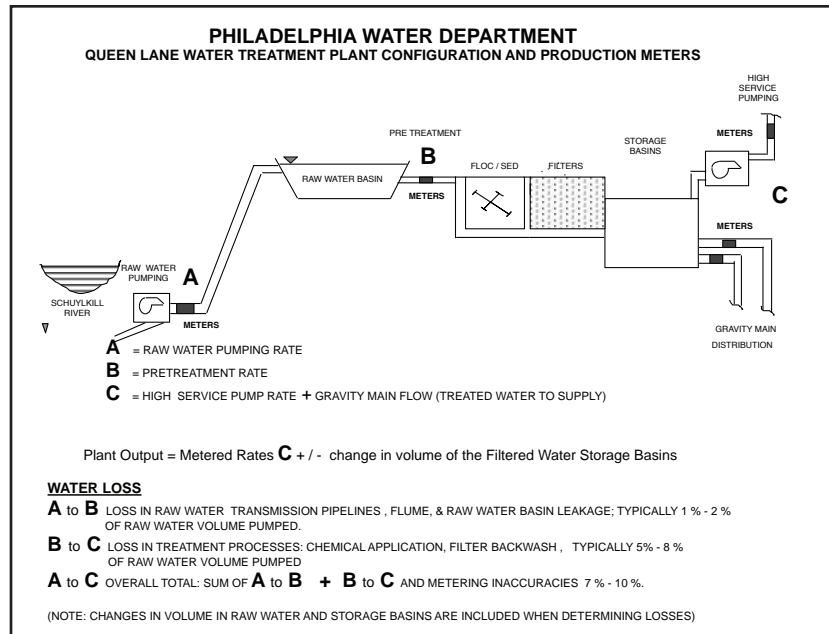 PHILADELPHIA WATER DEPARTMENT
QUEEN LANE WATER TREATMENT PLANT CONFIGURATION AND PRODUCTION METERS
HIGH
SERVICE
PUMPING
PRE TREATMENT
B
METERS
STORAGE
BASINS
FLOC / SED
FILTERS
RAW WATER BASIN
METERS
C
METERS
RAW WATER
PUMPING
A
SCHUYLKILL
RIVER
METERS
GRAVITY MAIN
DISTRIBUTION
A = RAW WATER PUMPING RATE
B = PRETREATMENT RATE
C = HIGH SERVICE PUMP RATE + GRAVITY MAIN FLOW (TREATED WATER TO SUPPLY)
Plant Output = Metered Rates C + / - change in volume of the Filtered Water Storage Basins
WATER LOSS
A to B LOSS IN RAW WATER TRANSMISSION PIPELINES , FLUME, & RAW WATER BASIN LEAKAGE; TYPICALLY 1 % - 2 %
OF RAW WATER VOLUME PUMPED.
B to C LOSS IN TREATMENT PROCESSES: CHEMICAL APPLICATION, FILTER BACKWASH , TYPICALLY 5% - 8 %
OF RAW WATER VOLUME PUMPED
A to C OVERALL TOTAL: SUM OF A to B + B to C AND METERING INACCURACIES 7 % - 10 %.
(NOTE: CHANGES IN VOLUME IN RAW WATER AND STORAGE BASINS ARE INCLUDED WHEN DETERMINING LOSSES)